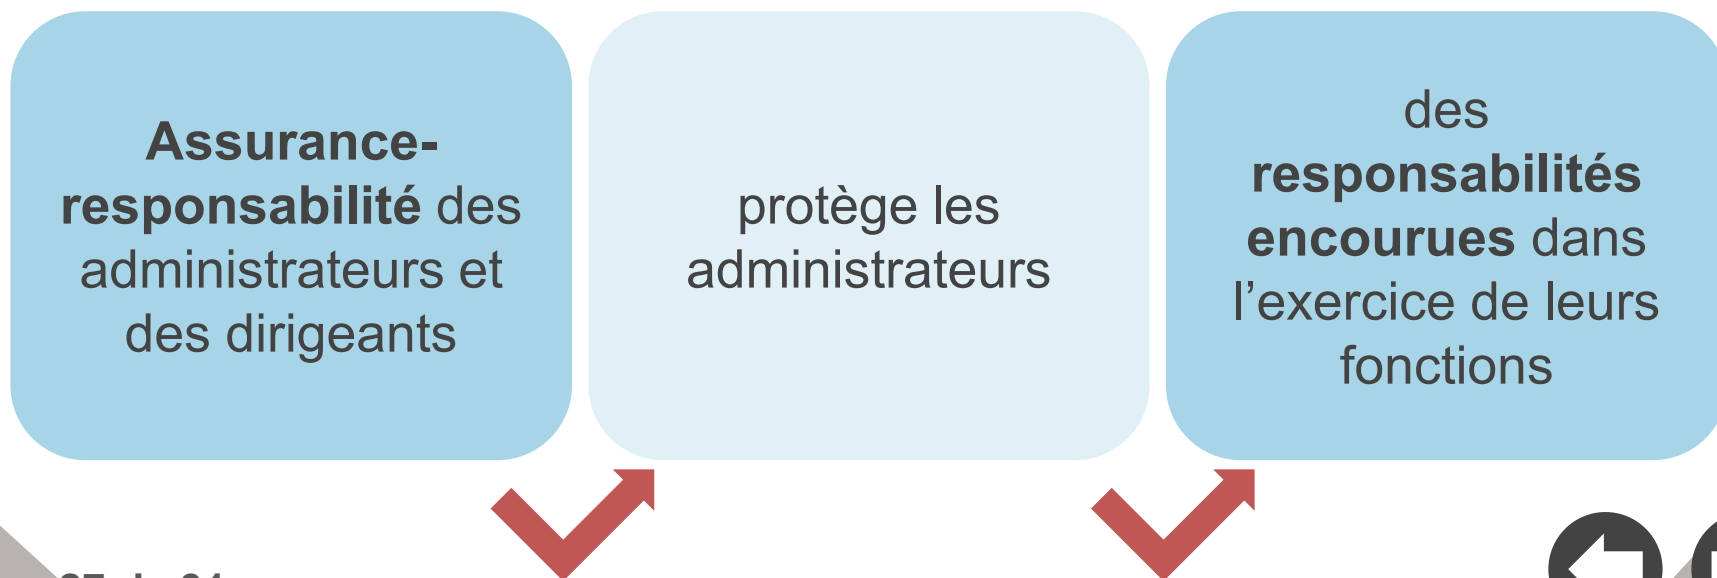 Assurance-
responsabilité des
administrateurs et
des dirigeants
protège les
administrateurs
des
responsabilités
encourues dans
l’exercice de leurs
fonctions